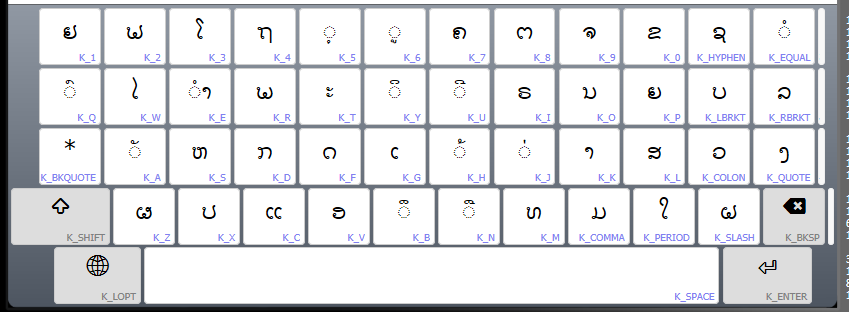 ຢ ຟ ໂ ຖ ◌ຸ ◌ູ ຄ ຕ ຈ ຂ ຊ ◌ໍ
K_1 K_2 K_3 K_4 K_5 K_6 K_7 K_8 K_9 K_0 K_HYPHEN K_EQUAL
◌ົ ໄ ◌ຳ ພ ະ ◌ິ ◌ີ ຣ ນ ຍ ບ ລ
K_Q K_W K_E K_R K_T K_Y K_U K_I K_O K_P K_LBRKT K_RBRKT
* ◌ັ ຫ ກ ດ ເ ◌້ ◌່ າ ສ ວ ງ
K_BKQUOTE K_A K_S K_D K_F K_G K_H K_J K_K K_L K_COLON K_QUOTE
ຜ ປ ແ ອ ◌ຶ ◌ື ທ ມ ໃ ຝ
K_SHIFT K_Z K_X K_C K_V K_B K_N K_M K_COMMA K_PERIOD K_SLASH K_BKSP
K_LOPT K_SPACE K_ENTER